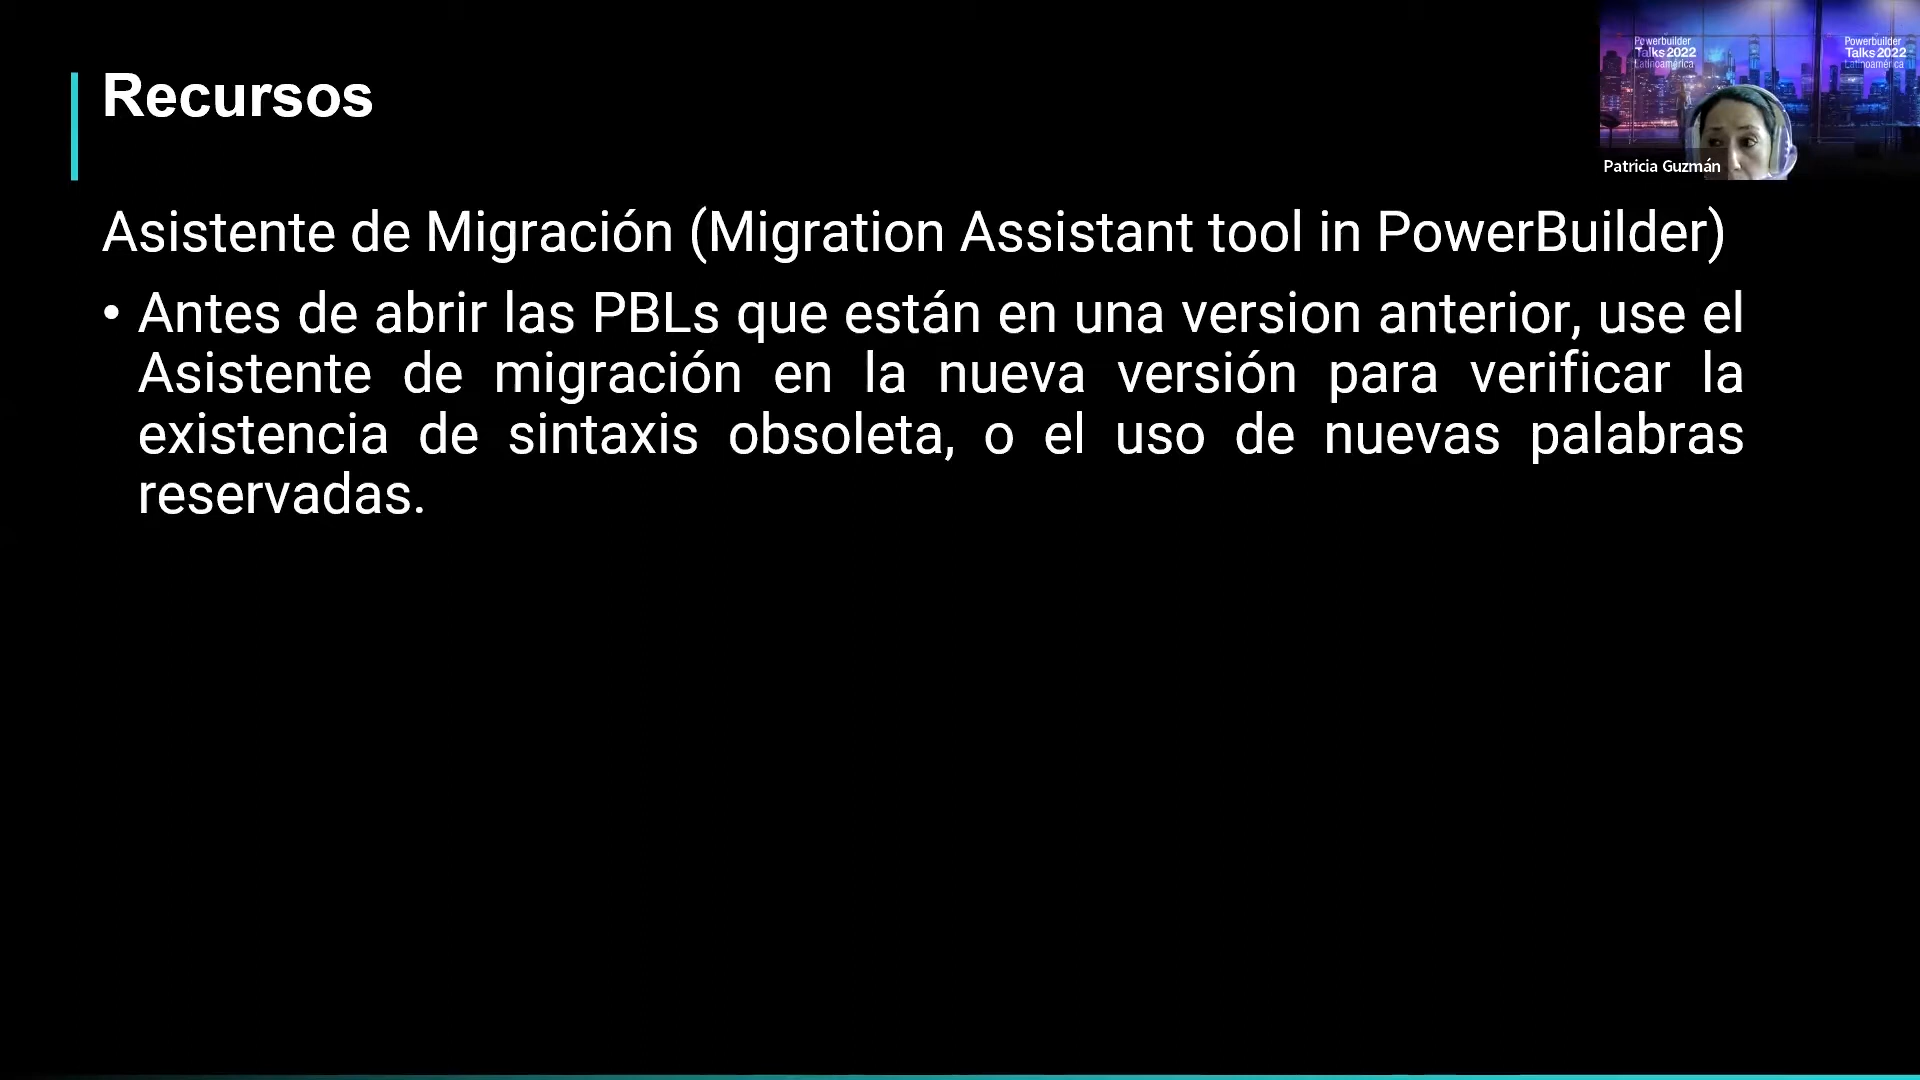 Recursos
Powerbuilder
Talks 2022
Latinoamérica
Powerbuilder
Talks 2022
Latinoamérica
Patricia Guzmán
Asistente de Migración (Migration Assistant tool in PowerBuilder)
• Antes de abrir las PBLs que están en una version anterior, use el
Asistente de migración en la nueva versión para verificar la
existencia de sintaxis obsoleta, o el uso de nuevas palabras
reservadas.